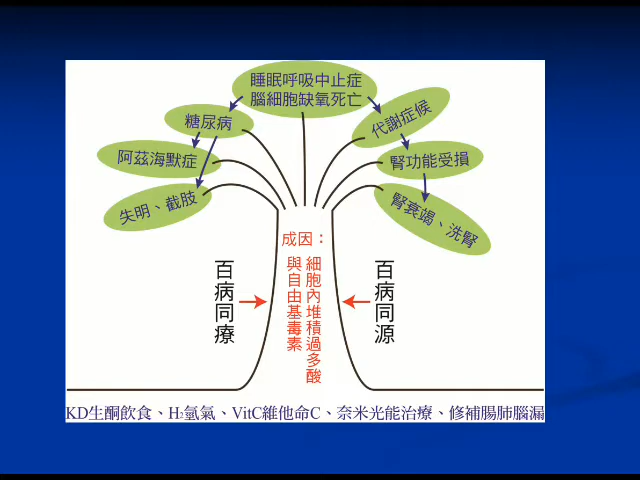 睡眠呼吸中止症
腦細胞缺氧死亡
糖尿病
代謝症候
阿茲海默症
腎功能受損
失明、截肢
腎衰竭、洗腎
成因：
細胞內堆積過多酸
與自由基毒素
百病同療
百病同源
KD生酮飲食、H₂氫氣、VitC維他命C、奈米光能治療、修補腸肺腦漏